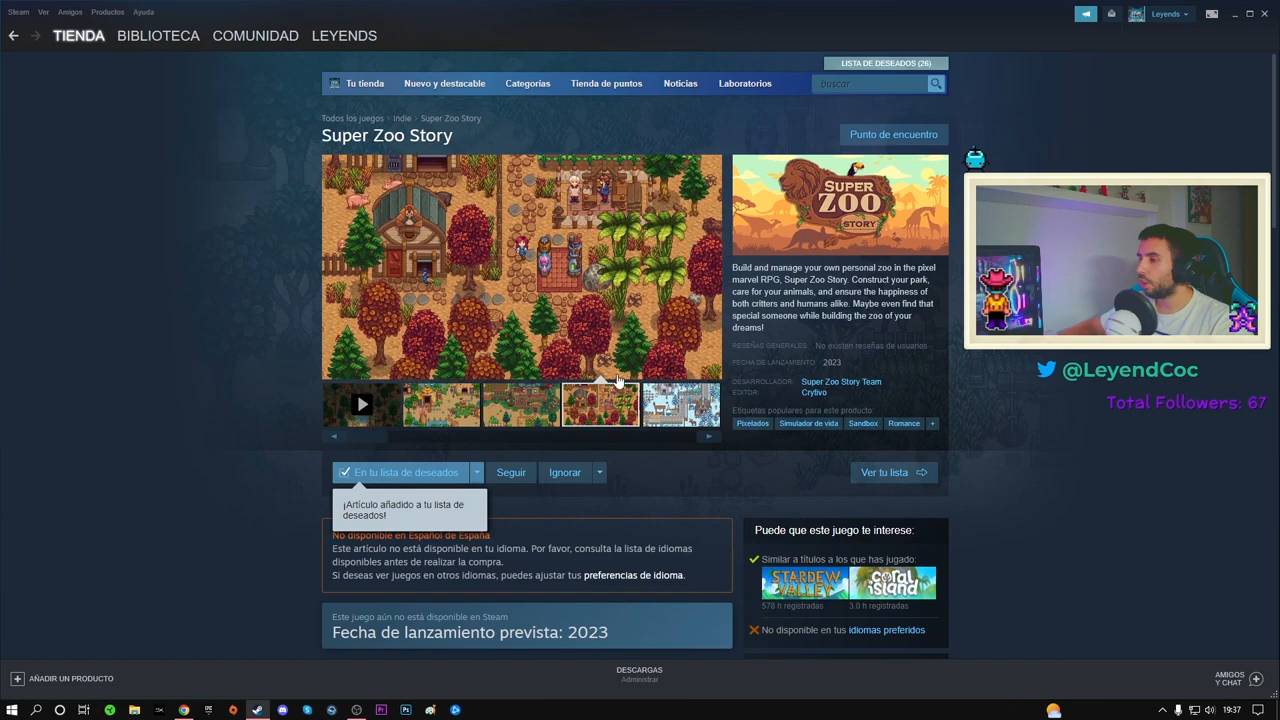 Steam Ver Amigos Productos Ayuda
Leyends
TIENDA BIBLIOTECA COMUNIDAD LEYENDS
LISTA DE DESEADOS (26)
Tu tienda Nuevo y destacable Categorías Tienda de puntos Noticias Laboratorios buscar
Todos los juegos > Indie > Super Zoo Story
Super Zoo Story
Punto de encuentro
SUPER
ZOO
STORY
Build and manage your own personal zoo in the pixel
marvel RPG, Super Zoo Story. Construct your park,
care for your animals, and ensure the happiness of
both critters and humans alike. Maybe even find that
special someone while building the zoo of your
dreams!
RESEÑAS GENERALES: No existen reseñas de usuarios
FECHA DE LANZAMIENTO: 2023
DESARROLLADOR: Super Zoo Story Team
EDITOR: Crytivo
Etiquetas populares para este producto:
Pixelados Simulador de vida Sandbox Romance +
@LeyendCoc
Total Followers: 67
En tu lista de deseados Seguir Ignorar Ver tu lista
¡Artículo añadido a tu lista de
deseados!
No disponible en Español de España
Este artículo no está disponible en tu idioma. Por favor, consulta la lista de idiomas
disponibles antes de realizar la compra.
Si deseas ver juegos en otros idiomas, puedes ajustar tus preferencias de idioma.
Puede que este juego te interese:
Similar a títulos a los que has jugado:
STARDEW VALLEY
coral island
578 h registradas 3.0 h registradas
No disponible en tus idiomas preferidos
Este juego aún no está disponible en Steam
Fecha de lanzamiento prevista: 2023
AÑADIR UN PRODUCTO
DESCARGAS
Administrar
AMIGOS
Y CHAT
19:37